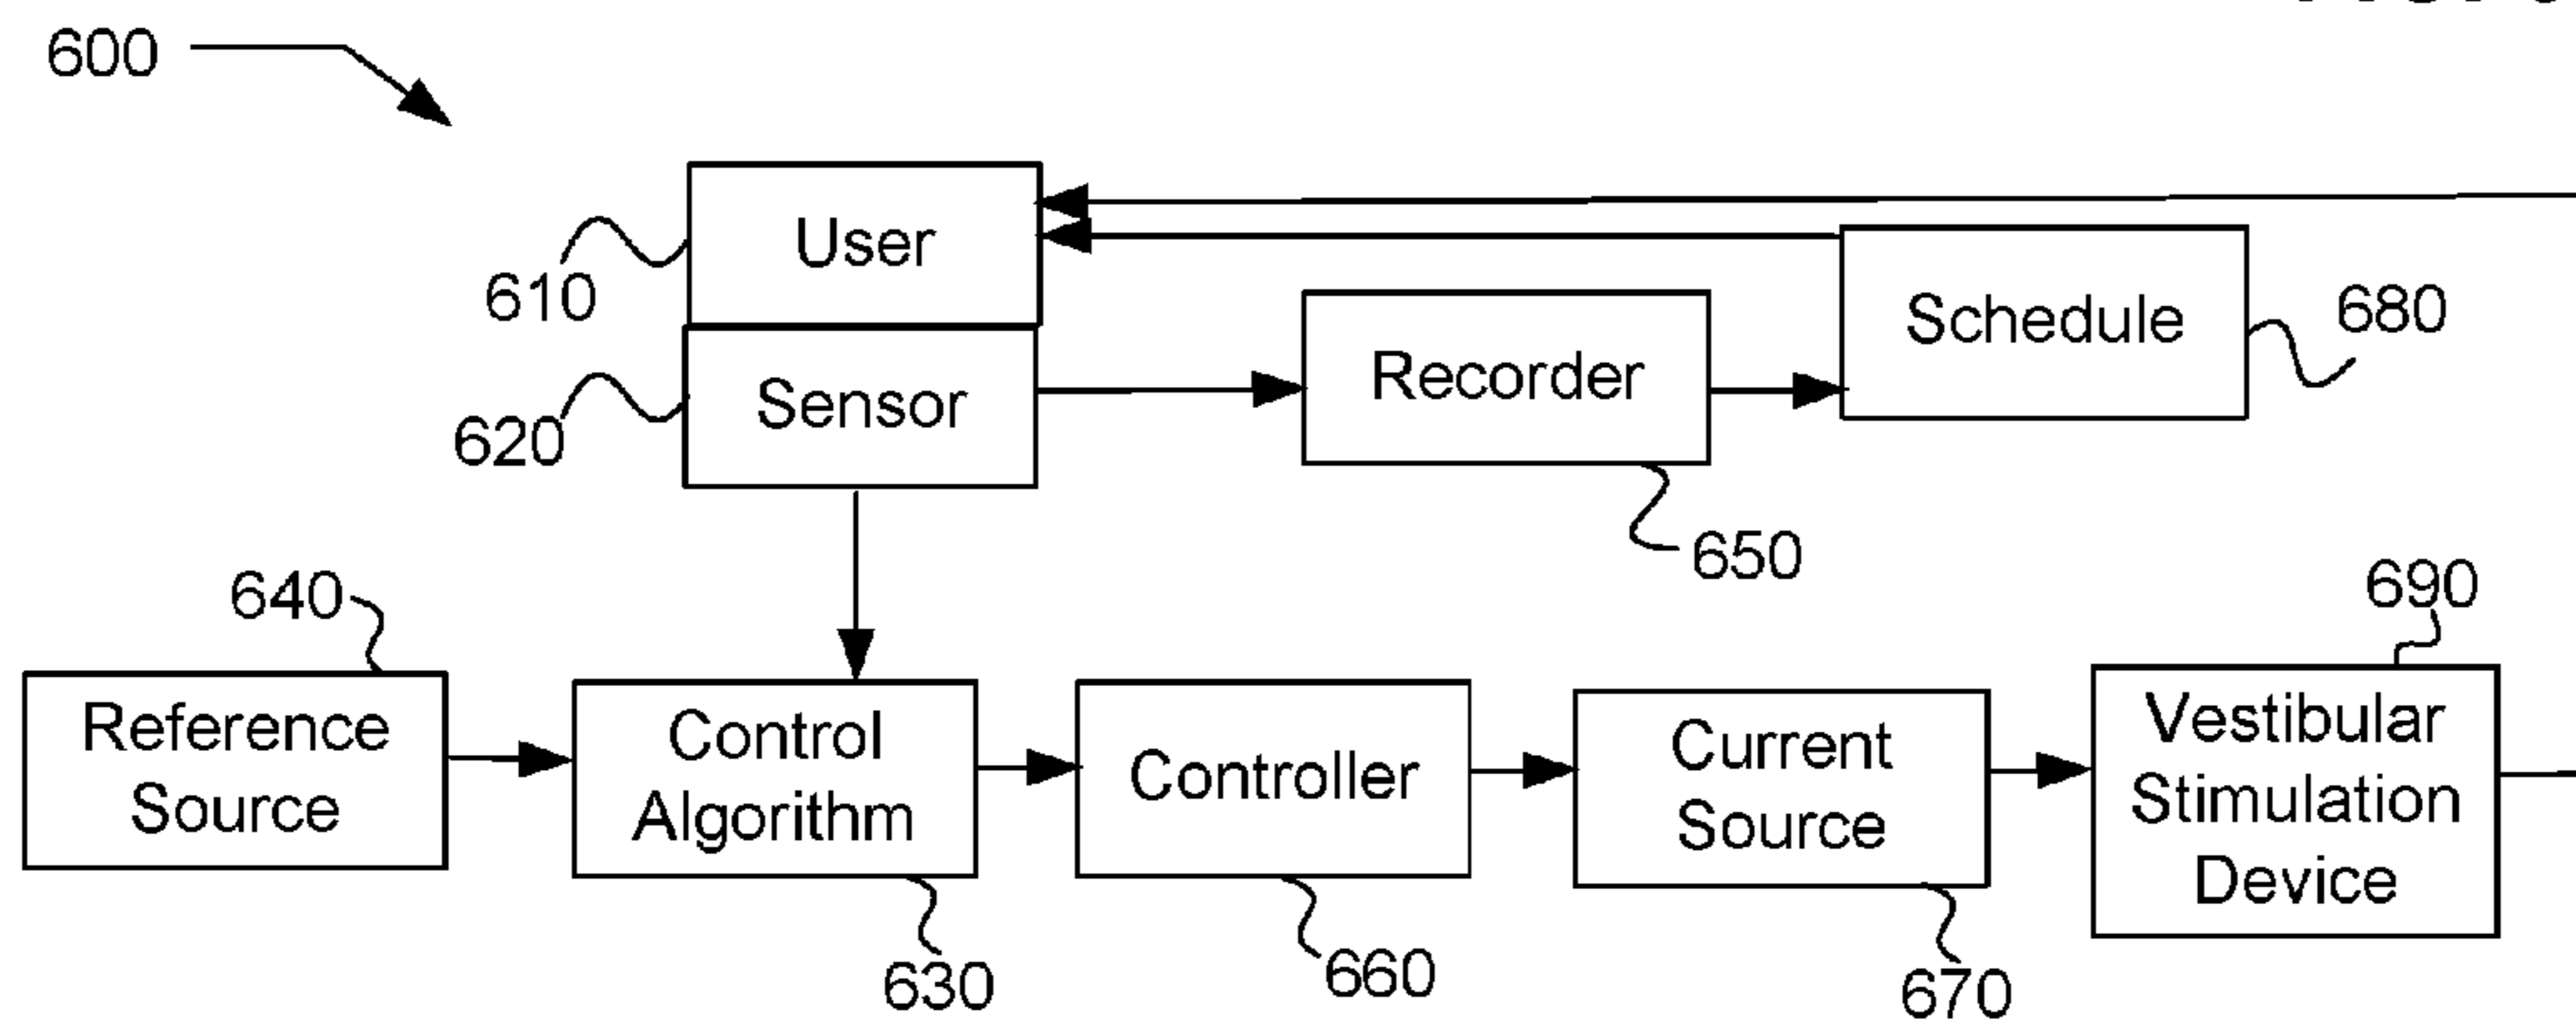 600
User
610
Schedule
680
Sensor
620
Recorder
650
640
690
Reference
Source
Control
Algorithm
Controller
Current
Source
Vestibular
Stimulation
Device
630
660
670